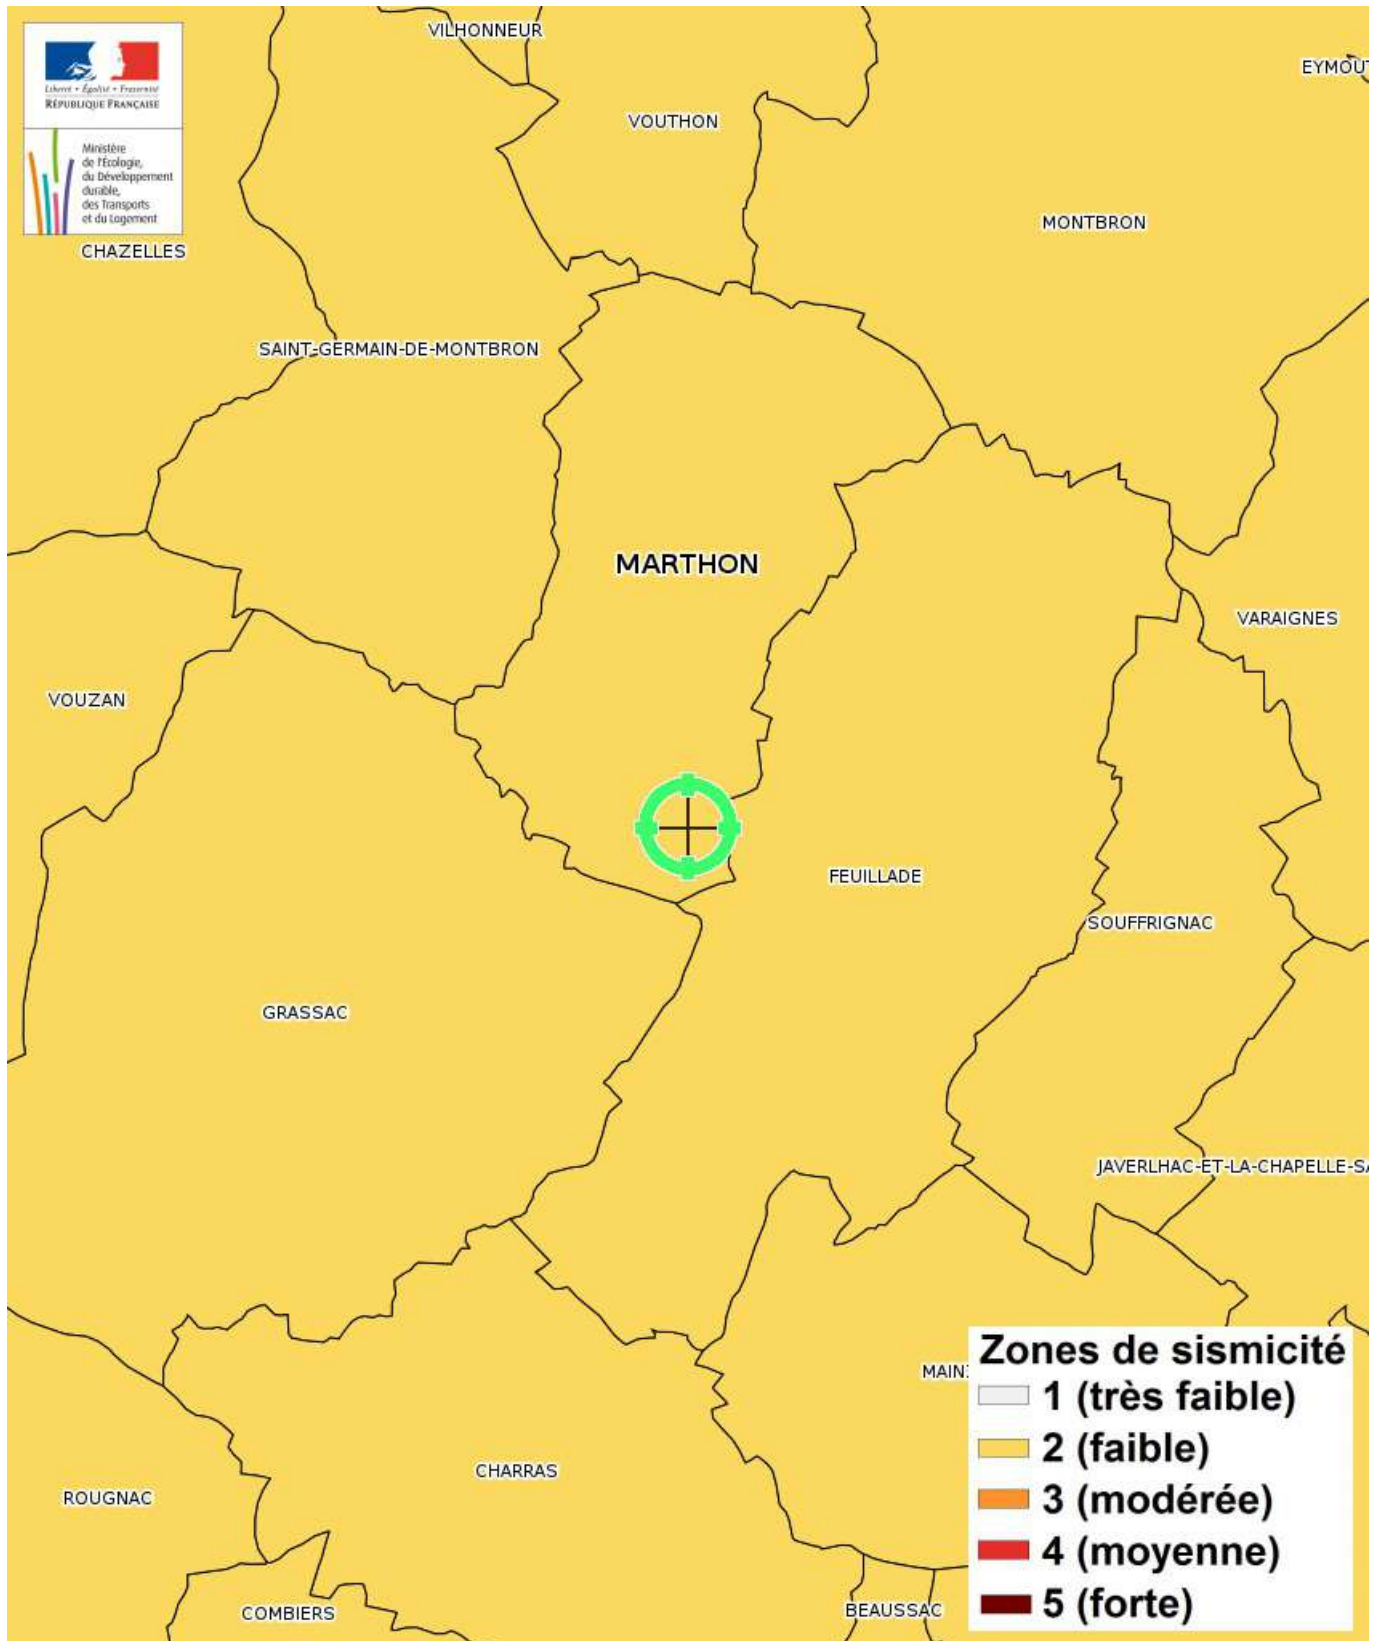 VILHONNEUR
EYMOUT
Liberté • Égalité • Fraternité
RÉPUBLIQUE FRANÇAISE
VOUTHON
Ministère
de l'Écologie,
du Développement
durable,
des Transports
et du Logement
MONTBRON
CHAZELLES
SAINT-GERMAIN-DE-MONTBRON
MARTHON
VARAIGNES
VOUZAN
FEUILLADE
SOUFFRIGNAC
GRASSAC
JAVERLHAC-ET-LA-CHAPELLE-SA
Zones de sismicité
MAIN
1 (très faible)
2 (faible)
CHARRAS
ROUGNAC
3 (modérée)
4 (moyenne)
5 (forte)
COMBIERS
BEAUSSAC